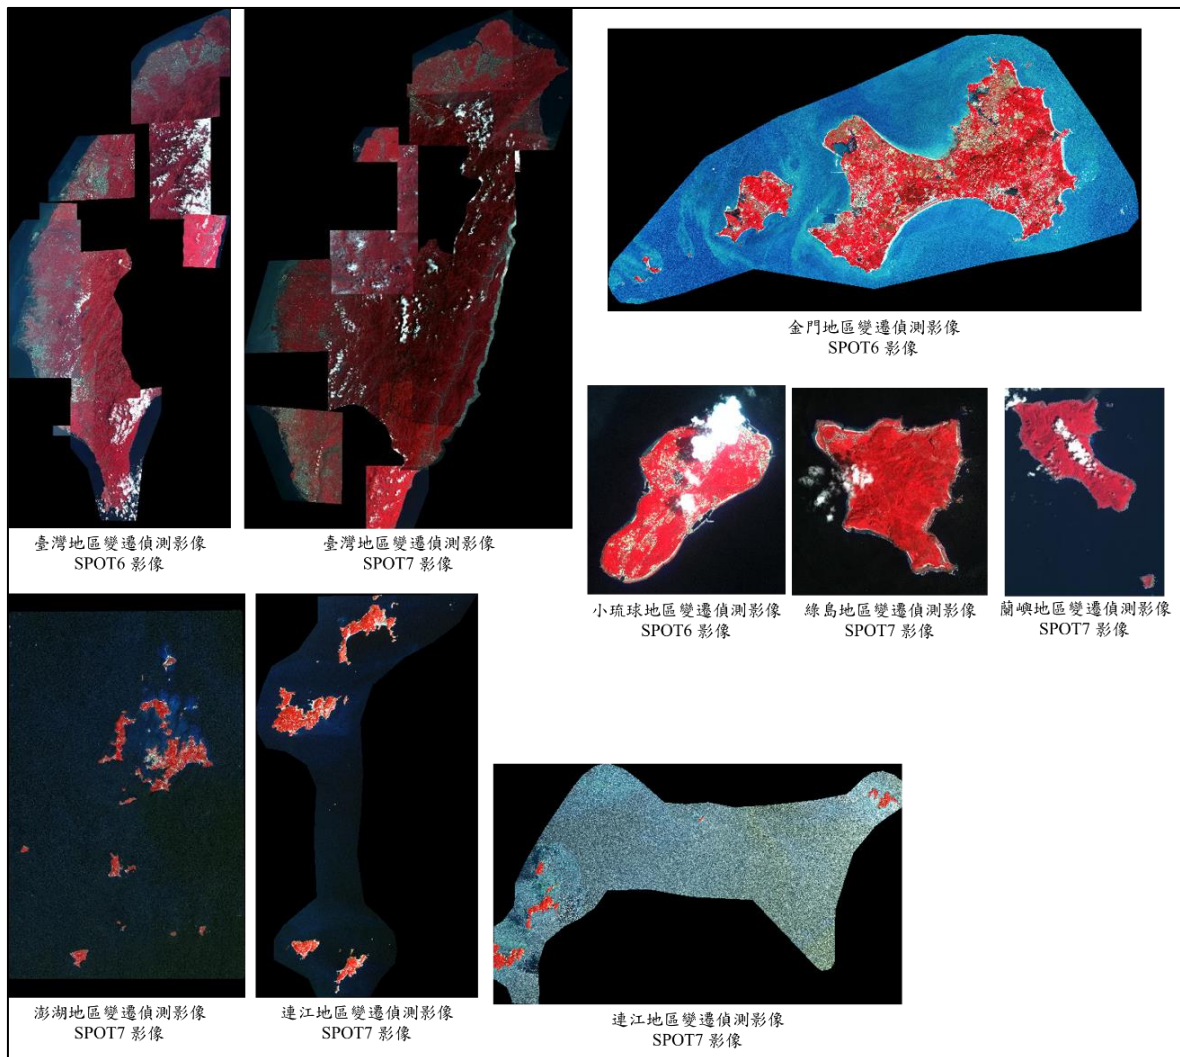 金門地區變遷偵測影像
SPOT6 影像
臺灣地區變遷偵測影像
SPOT6 影像
臺灣地區變遷偵測影像
SPOT7 影像
小琉球地區變遷偵測影像
SPOT6 影像
綠島地區變遷偵測影像
SPOT7 影像
蘭嶼地區變遷偵測影像
SPOT7 影像
澎湖地區變遷偵測影像
SPOT7 影像
連江地區變遷偵測影像
SPOT7 影像
連江地區變遷偵測影像
SPOT7 影像